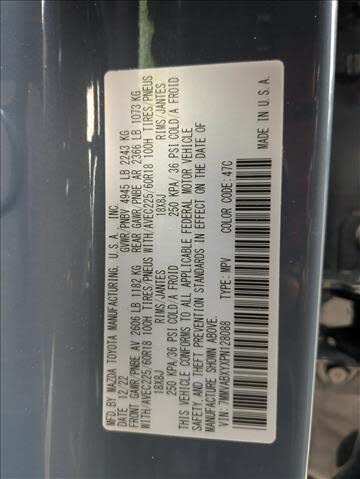 MFD. BY MAZDA TOYOTA MANUFACTURING, U.S.A., INC.
DATE: 12/22 GVWR/PNBV 4945 LB 2243 KG
FRONT GAWR/PNBE AV 2606 LB 1182 KG REAR GAWR/PNBE AR 2366 LB 1073 KG
WITH/AVEC225/60R18 100H TIRES/PNEUS WITH/AVEC225/60R18 100H TIRES/PNEUS
18X8J RIMS/JANTES 18X8J RIMS/JANTES
250 KPA/36 PSI COLD/A FROID 250 KPA/36 PSI COLD/A FROID
THIS VEHICLE CONFORMS TO ALL APPLICABLE FEDERAL MOTOR VEHICLE
SAFETY AND THEFT PREVENTION STANDARDS IN EFFECT ON THE DATE OF
MANUFACTURE SHOWN ABOVE.
VIN: TYPE: MPV MADE IN U.S.A.
COLOR CODE: 47C